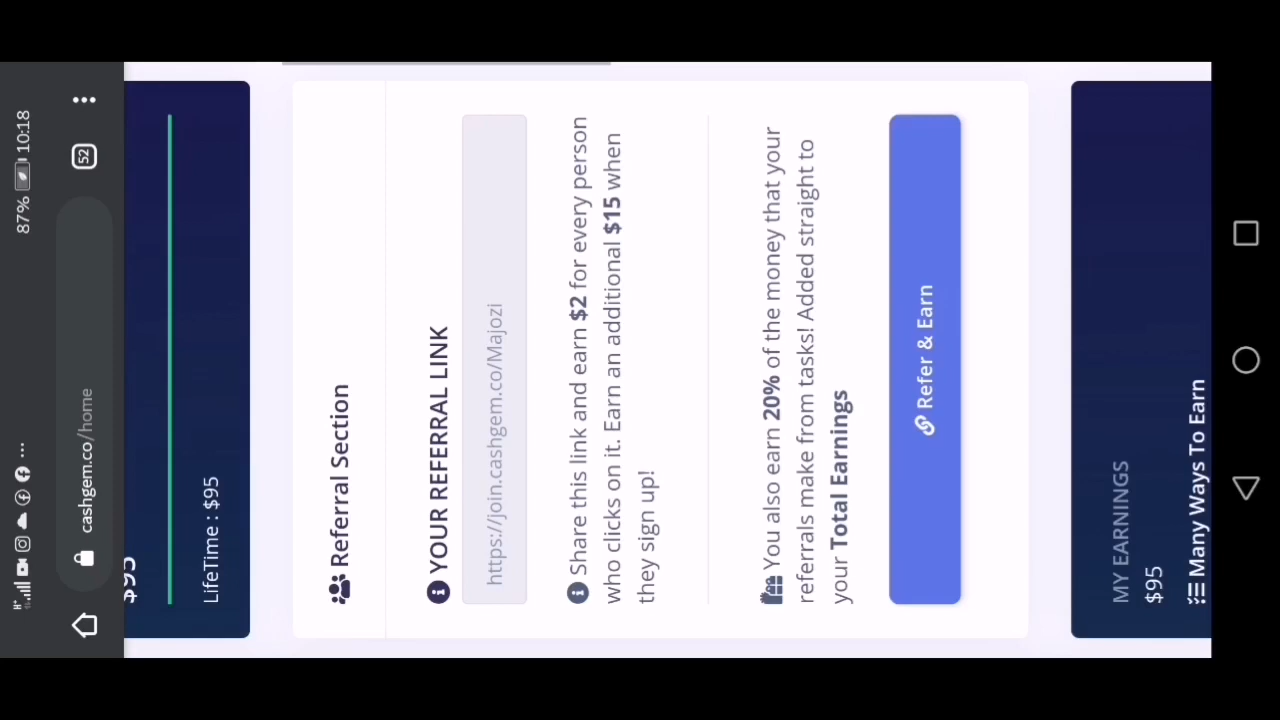 87% 10:18
52
cashgem.co/home
$95
LifeTime : $95
Referral Section
YOUR REFERRAL LINK
https://join.cashgem.co/Majozi
Share this link and earn $2 for every person
who clicks on it. Earn an additional $15 when
they sign up!
You also earn 20% of the money that your
referrals make from tasks! Added straight to
your Total Earnings
Refer & Earn
MY EARNINGS
$95
Many Ways To Earn